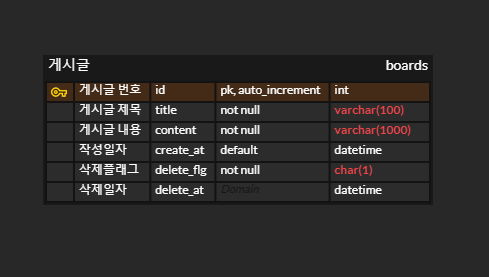 게시글 boards
게시글 번호 id pk, auto_increment int
게시글 제목 title not null varchar(100)
게시글 내용 content not null varchar(1000)
작성일자 create_at default datetime
삭제플래그 delete_flg not null char(1)
삭제일자 delete_at Domain datetime